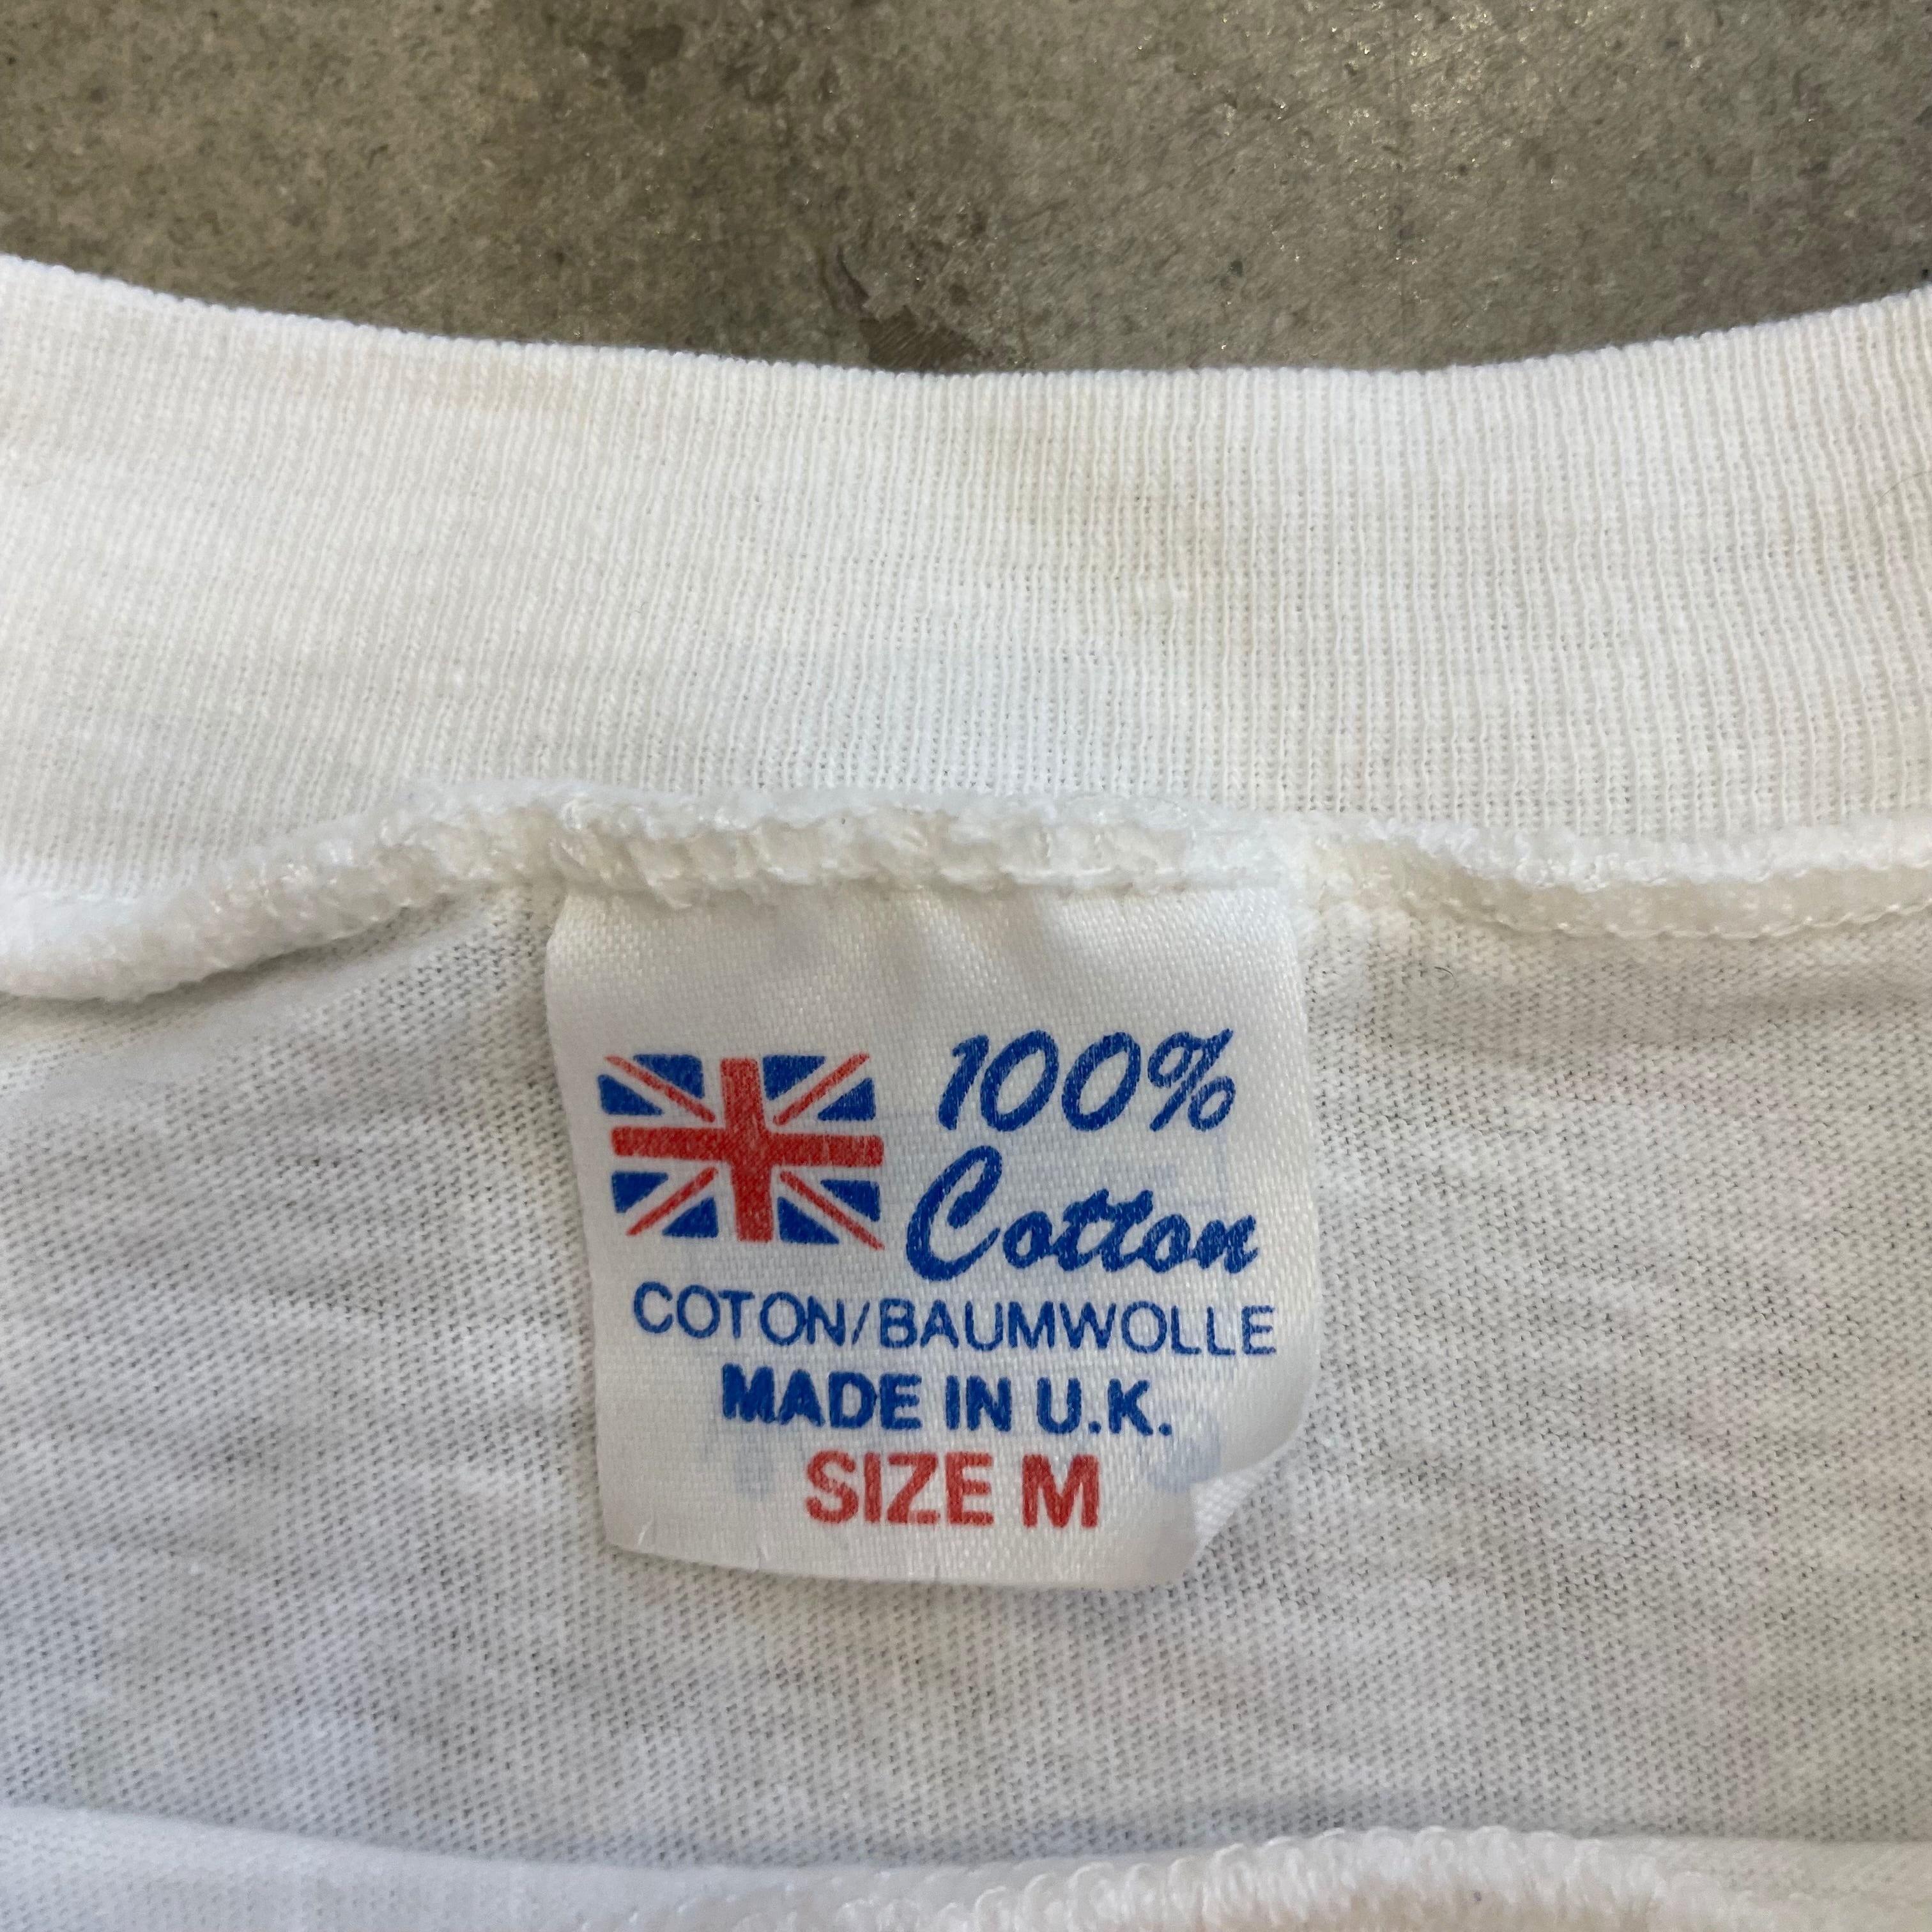 100%
Cotton
COTON/BAUMWOLLE
MADE IN U.K.
SIZE M